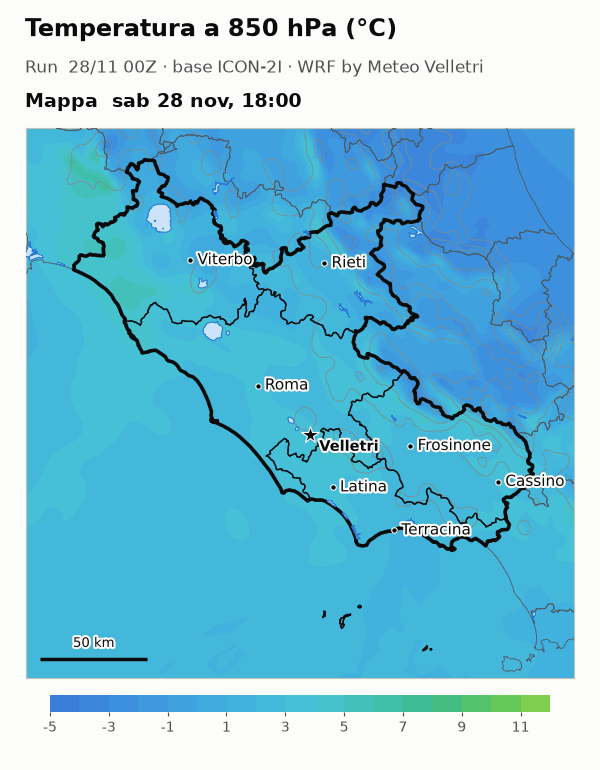 Temperatura a 850 hPa (°C)
Run  28/11 00Z · base ICON-2I · WRF by Meteo Velletri
Mappa  sab 28 nov, 18:00
Viterbo
Rieti
Roma
Velletri
Frosinone
Latina
Cassino
Terracina
50 km
-5 -3 -1 1 3 5 7 9 11